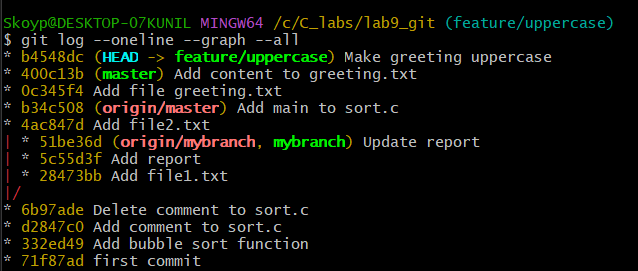 Skoyp@DESKTOP-07KUNIL MINGW64 /c/C_labs/lab9_git (feature/uppercase)
$ git log --oneline --graph --all
* b4548dc (HEAD -> feature/uppercase) Make greeting uppercase
* 400c13b (master) Add content to greeting.txt
* 0c345f4 Add file greeting.txt
* b34c508 (origin/master) Add main to sort.c
* 4ac847d Add file2.txt
| * 51be36d (origin/mybranch, mybranch) Update report
| * 5c55d3f Add report
| * 28473bb Add file1.txt
|/
* 6b97ade Delete comment to sort.c
* d2847c0 Add comment to sort.c
* 332ed49 Add bubble sort function
* 71f87ad first commit